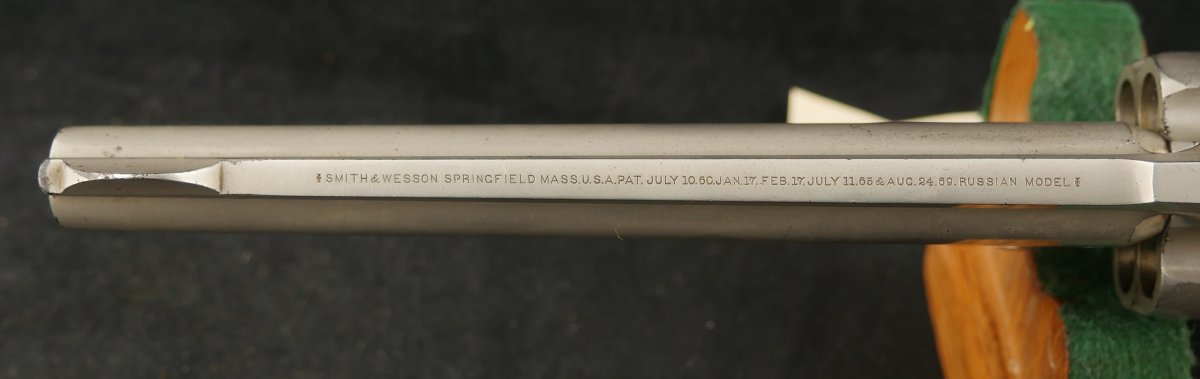 SMITH & WESSON SPRINGFIELD MASS. U.S.A. PAT. JULY 10.60. JAN. 17. FEB. 17. JULY 11.65 & AUG. 24. 69. RUSSIAN MODEL